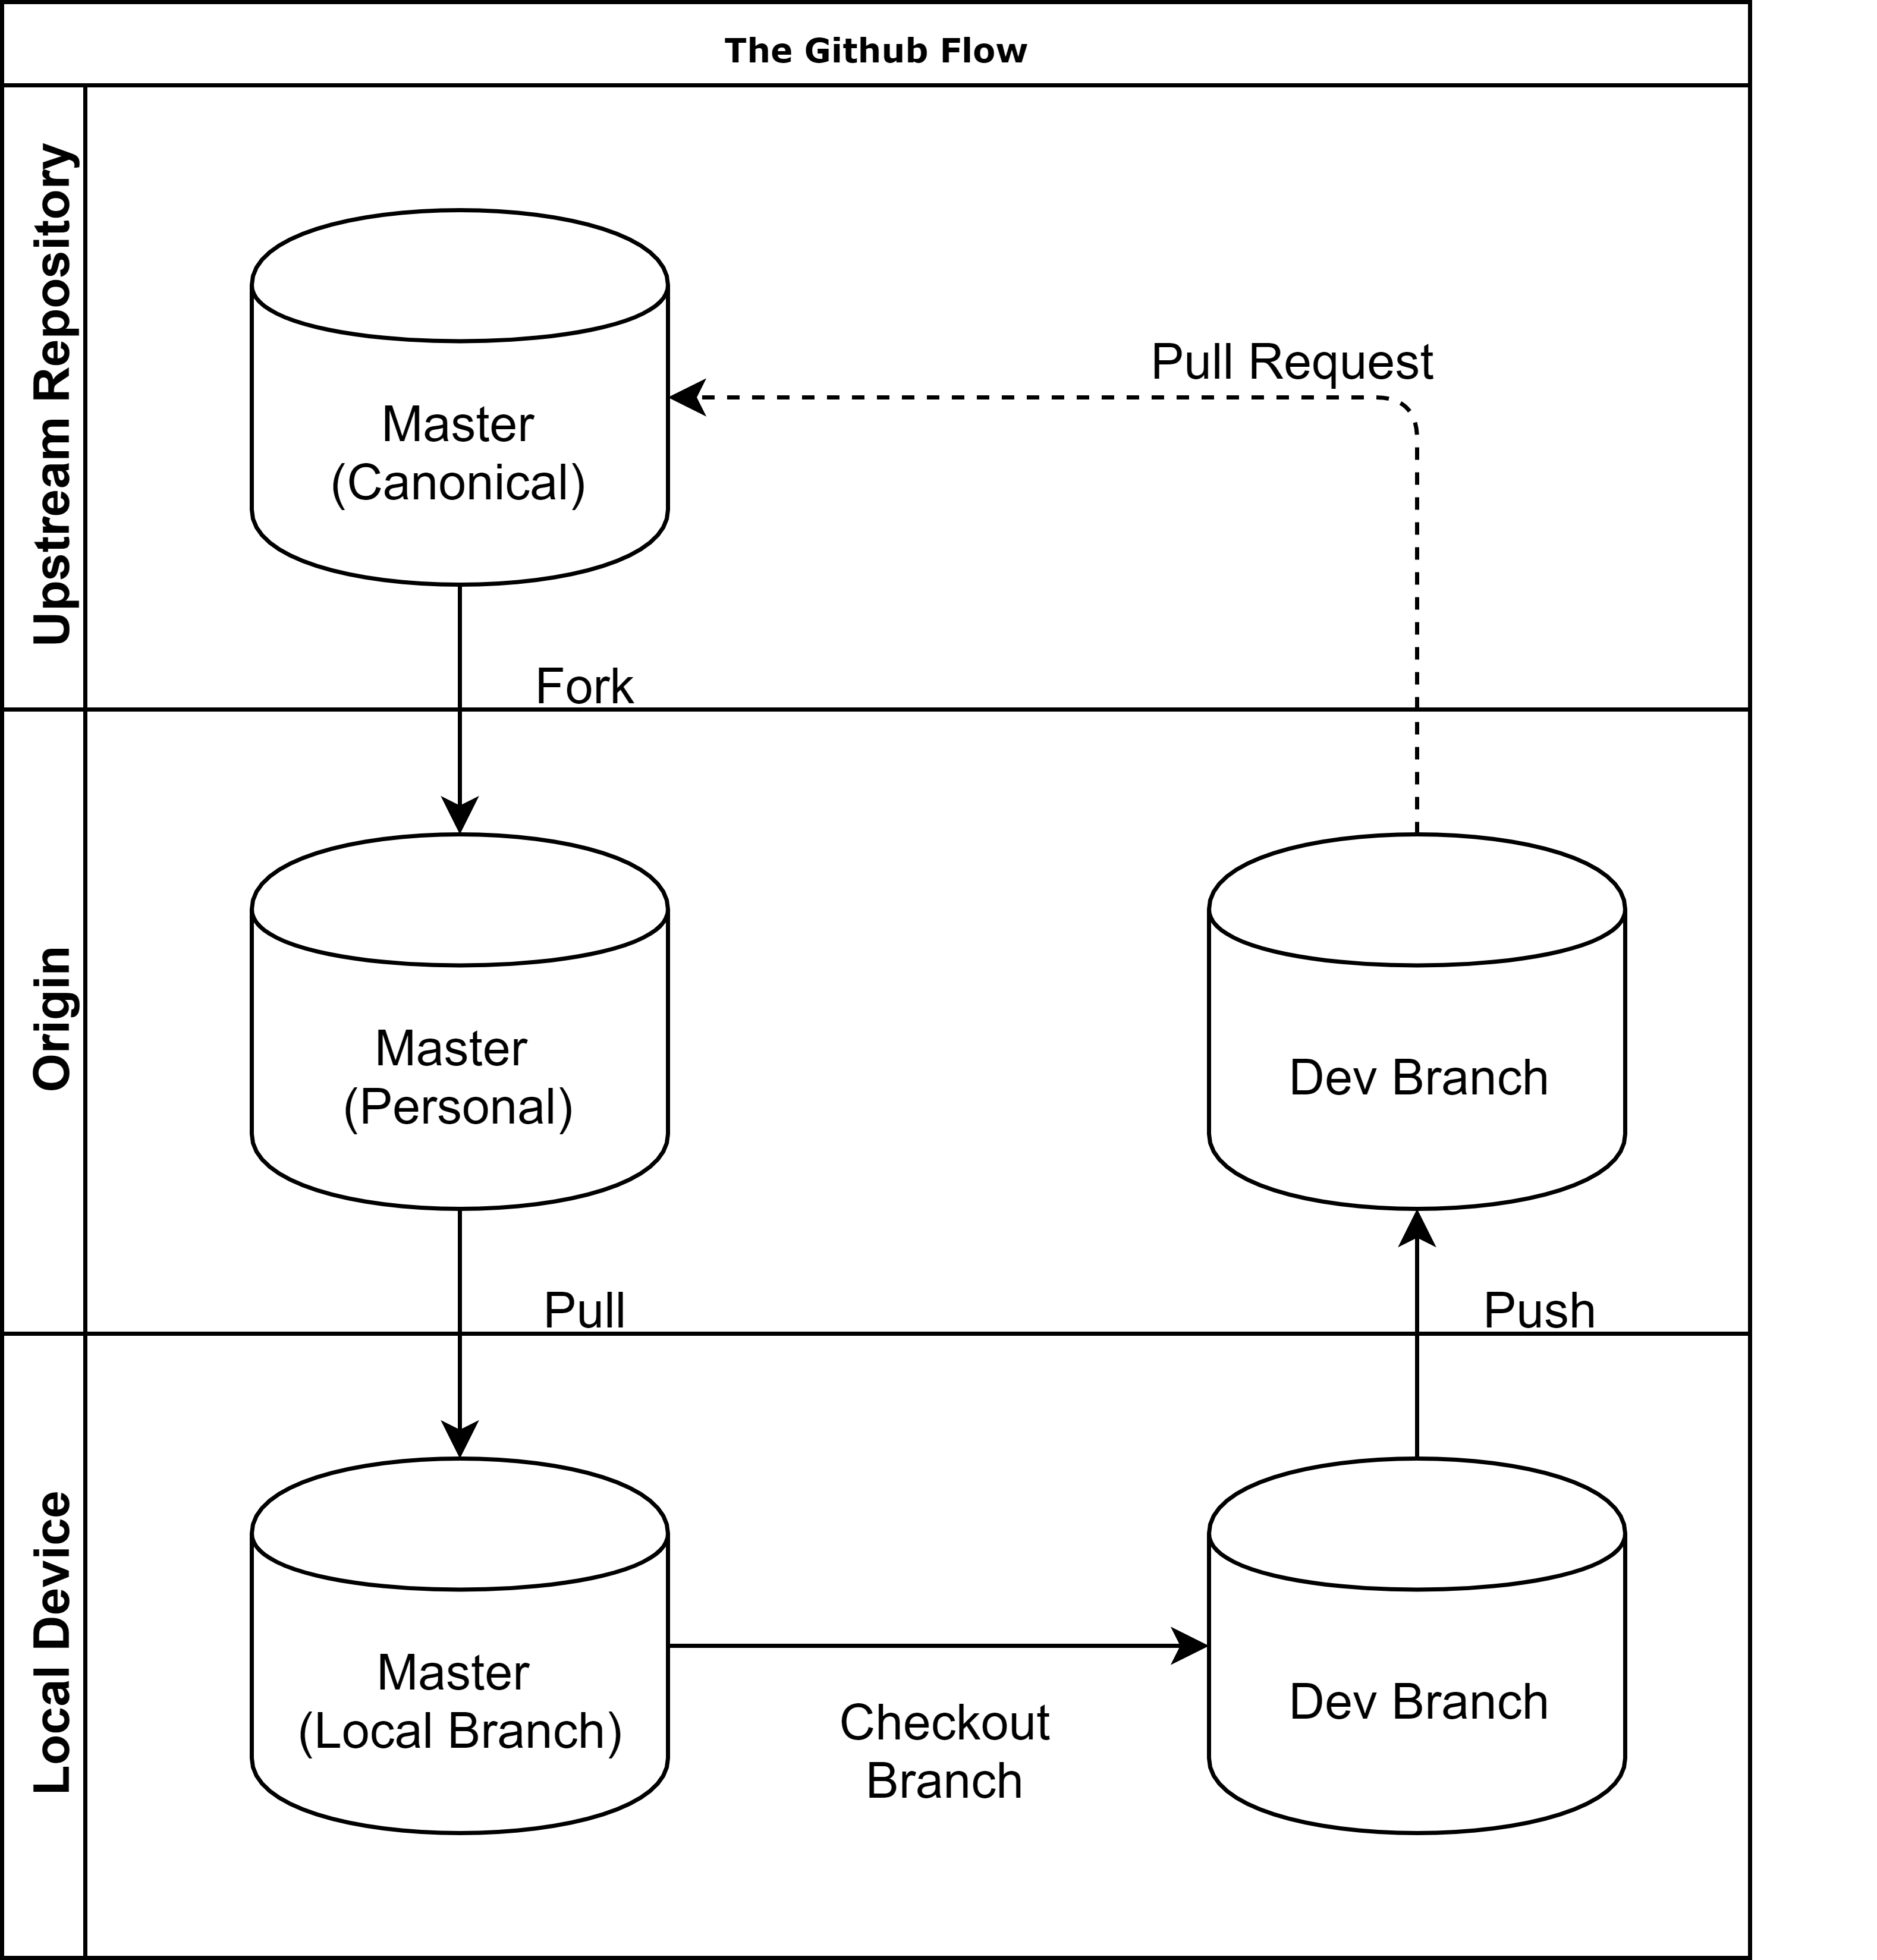 The Github Flow
Upstream Repository
Master
(Canonical)
Pull Request
Fork
Origin
Master
(Personal)
Dev Branch
Pull
Push
Local Device
Master
(Local Branch)
Checkout
Branch
Dev Branch